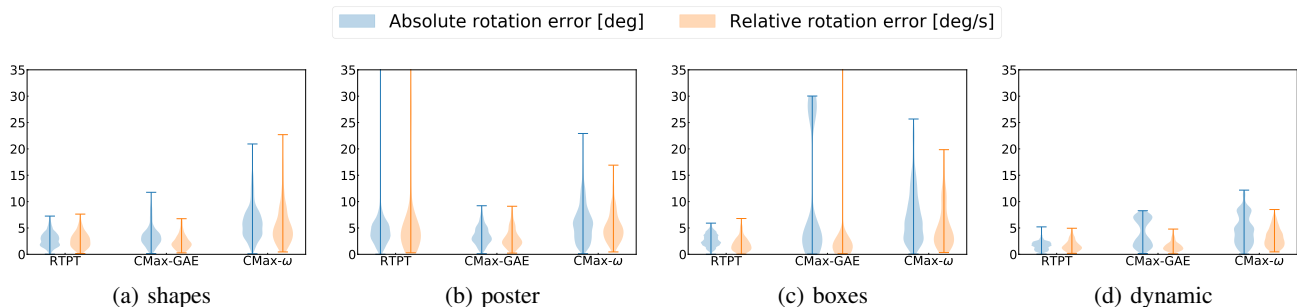 Absolute rotation error [deg] Relative rotation error [deg/s]
35 35 35 35
30 30 30 30
25 25 25 25
20 20 20 20
15 15 15 15
10 10 10 10
5 5 5 5
0 0 0 0
RTPT CMax-GAE CMax-ω RTPT CMax-GAE CMax-ω RTPT CMax-GAE CMax-ω RTPT CMax-GAE CMax-ω
(a) shapes (b) poster (c) boxes (d) dynamic